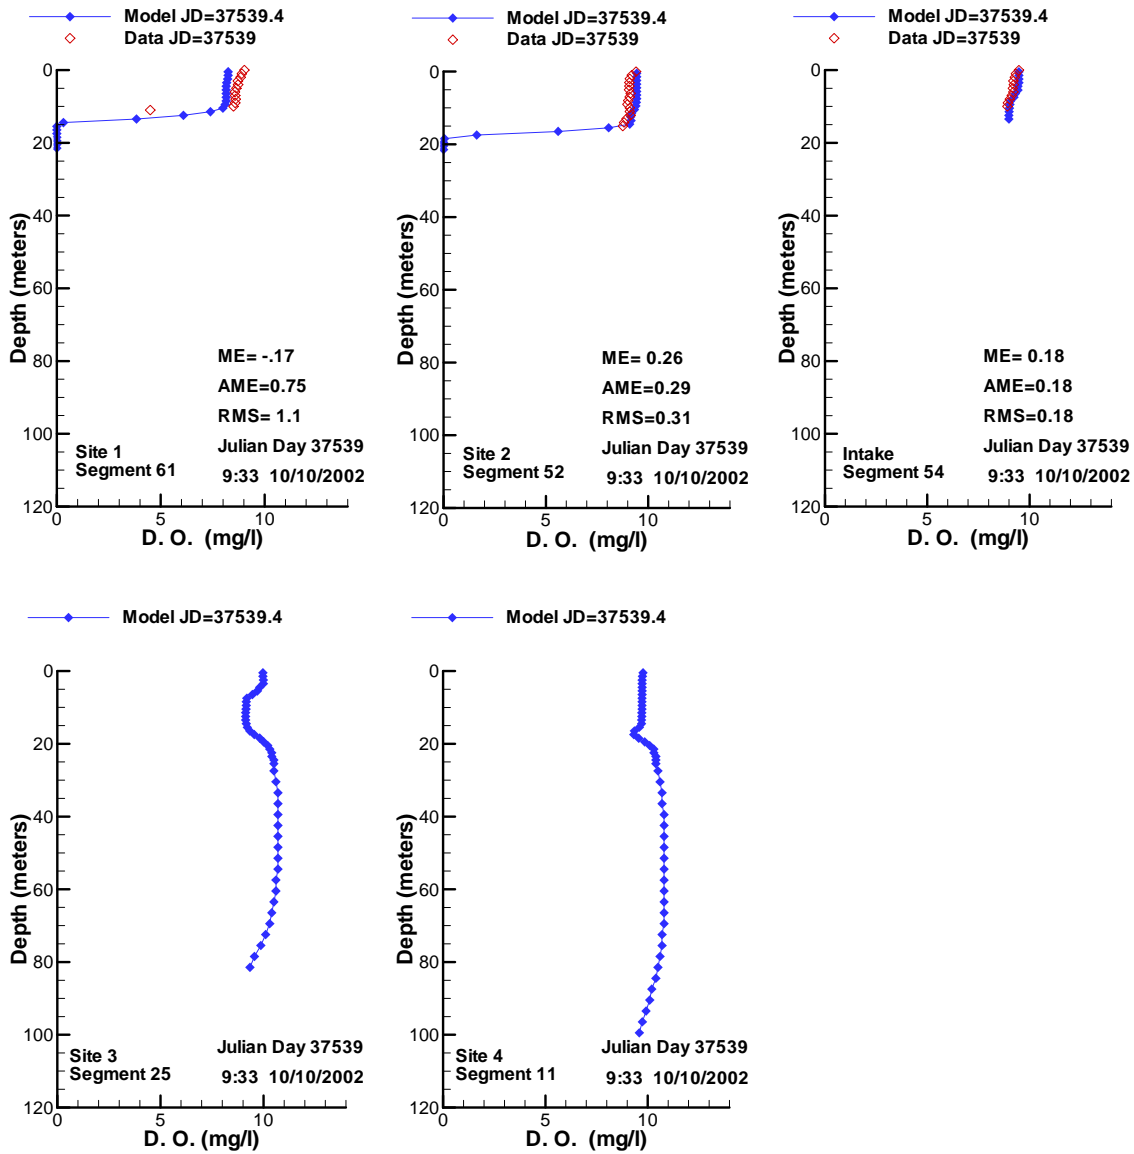 Model JD=37539.4
Data JD=37539
0
20
40
60
80
100
120
Depth (meters)
ME= -.17
AME=0.75
RMS= 1.1
Julian Day 37539
9:33 10/10/2002
Site 1
Segment 61
0
10
D. O. (mg/l)
Model JD=37539.4
Data JD=37539
0
20
40
60
80
100
120
Depth (meters)
ME= 0.26
AME=0.29
RMS=0.31
Julian Day 37539
9:33 10/10/2002
Site 2
Segment 52
0
5
10
D. O. (mg/l)
Model JD=37539.4
Data JD=37539
0
20
40
60
80
100
120
Depth (meters)
ME= 0.18
AME=0.18
RMS=0.18
Julian Day 37539
9:33 10/10/2002
Intake
Segment 54
0
5
10
D. O. (mg/l)
Model JD=37539.4
0
20
40
60
80
100
120
Depth (meters)
Julian Day 37539
9:33 10/10/2002
Site 3
Segment 25
0
10
D. O. (mg/l)
Model JD=37539.4
0
20
40
60
80
100
120
Depth (meters)
Julian Day 37539
9:33 10/10/2002
Site 4
Segment 11
0
5
10
D. O. (mg/l)